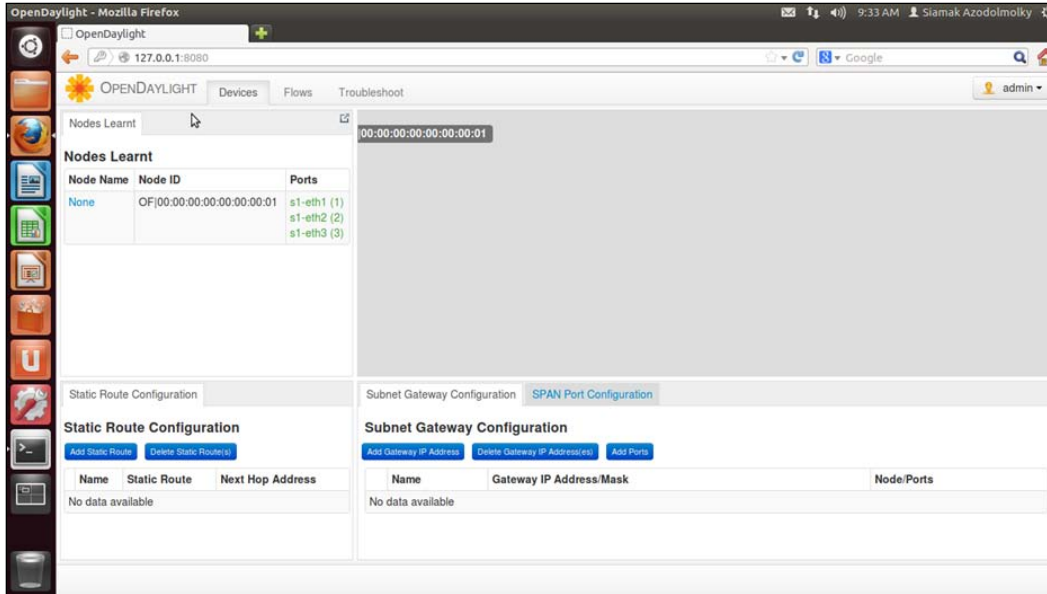 OpenDaylight - Mozilla Firefox
9:33 AM Siamak Azodolmolky
OpenDaylight
127.0.0.1:8080
Google
OPENDAYLIGHT Devices Flows Troubleshoot
admin
Nodes Learnt
|00:00:00:00:00:00:00:01
Nodes Learnt
Node Name Node ID Ports
None OF|00:00:00:00:00:00:00:01 s1-eth1 (1)
s1-eth2 (2)
s1-eth3 (3)
Static Route Configuration
Static Route Configuration
Add Static Route Delete Static Route(s)
Name Static Route Next Hop Address
No data available
Subnet Gateway Configuration SPAN Port Configuration
Subnet Gateway Configuration
Add Gateway IP Address Delete Gateway IP Address(es) Add Ports
Name Gateway IP Address/Mask Node/Ports
No data available